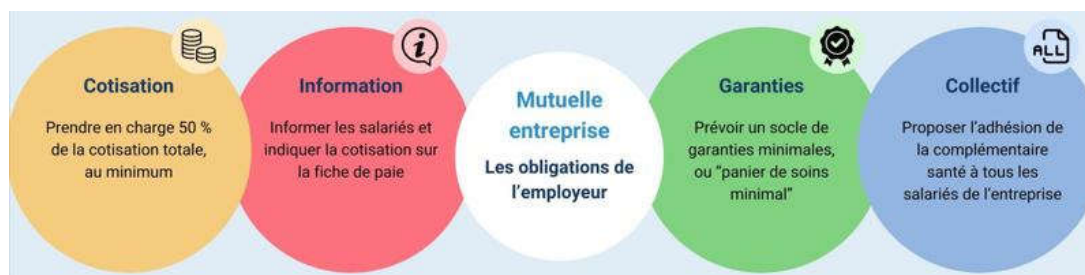 Cotisation
Prendre en charge 50 %
de la cotisation totale,
au minimum
Information
Informer les salariés et
indiquer la cotisation sur
la fiche de paie
Mutuelle
entreprise
Les obligations de
l'employeur
Garanties
Prévoir un socle de
garanties minimales,
ou "panier de soins
minimal"
ALL
Collectif
Proposer l'adhésion de
la complémentaire
santé à tous les
salariés de l'entreprise